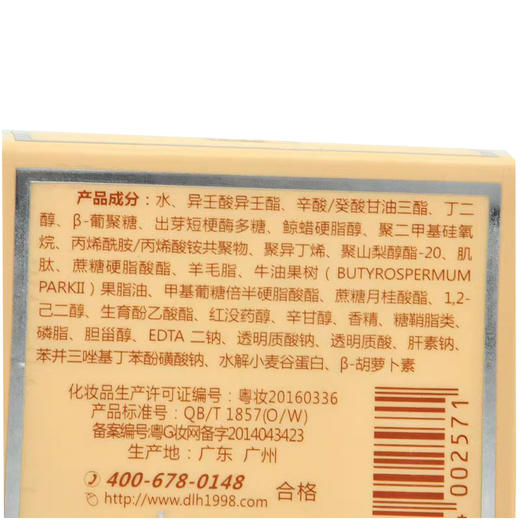 产品成分：水、异壬酸异壬酯、辛酸/癸酸甘油三酯、丁二
醇、β-葡聚糖、出芽短梗酶多糖、鲸蜡硬脂醇、聚二甲基硅氧
烷、丙烯酰胺/丙烯酸铵共聚物、聚异丁烯、聚山梨醇酯-20、肌
肽、蔗糖硬脂酸酯、羊毛脂、牛油果树（BUTYROSPERMUM
PARKII）果脂油、甲基葡糖倍半硬脂酸酯、蔗糖月桂酸酯、1,2-
己二醇、生育酚乙酸酯、红没药醇、辛甘醇、香精、糖鞘脂类、
磷脂、胆甾醇、EDTA 二钠、透明质酸钠、透明质酸、肝素钠、
苯并三唑基丁苯酚磺酸钠、水解小麦谷蛋白、β-胡萝卜素
化妆品生产许可证编号：粤妆20160336
产品标准号：QB/T 1857(O/W)
备案编号:粤G妆网备字2014043423
生产地：广东 广州
400-678-0148
http://www.dlh1998.com
合格
002571